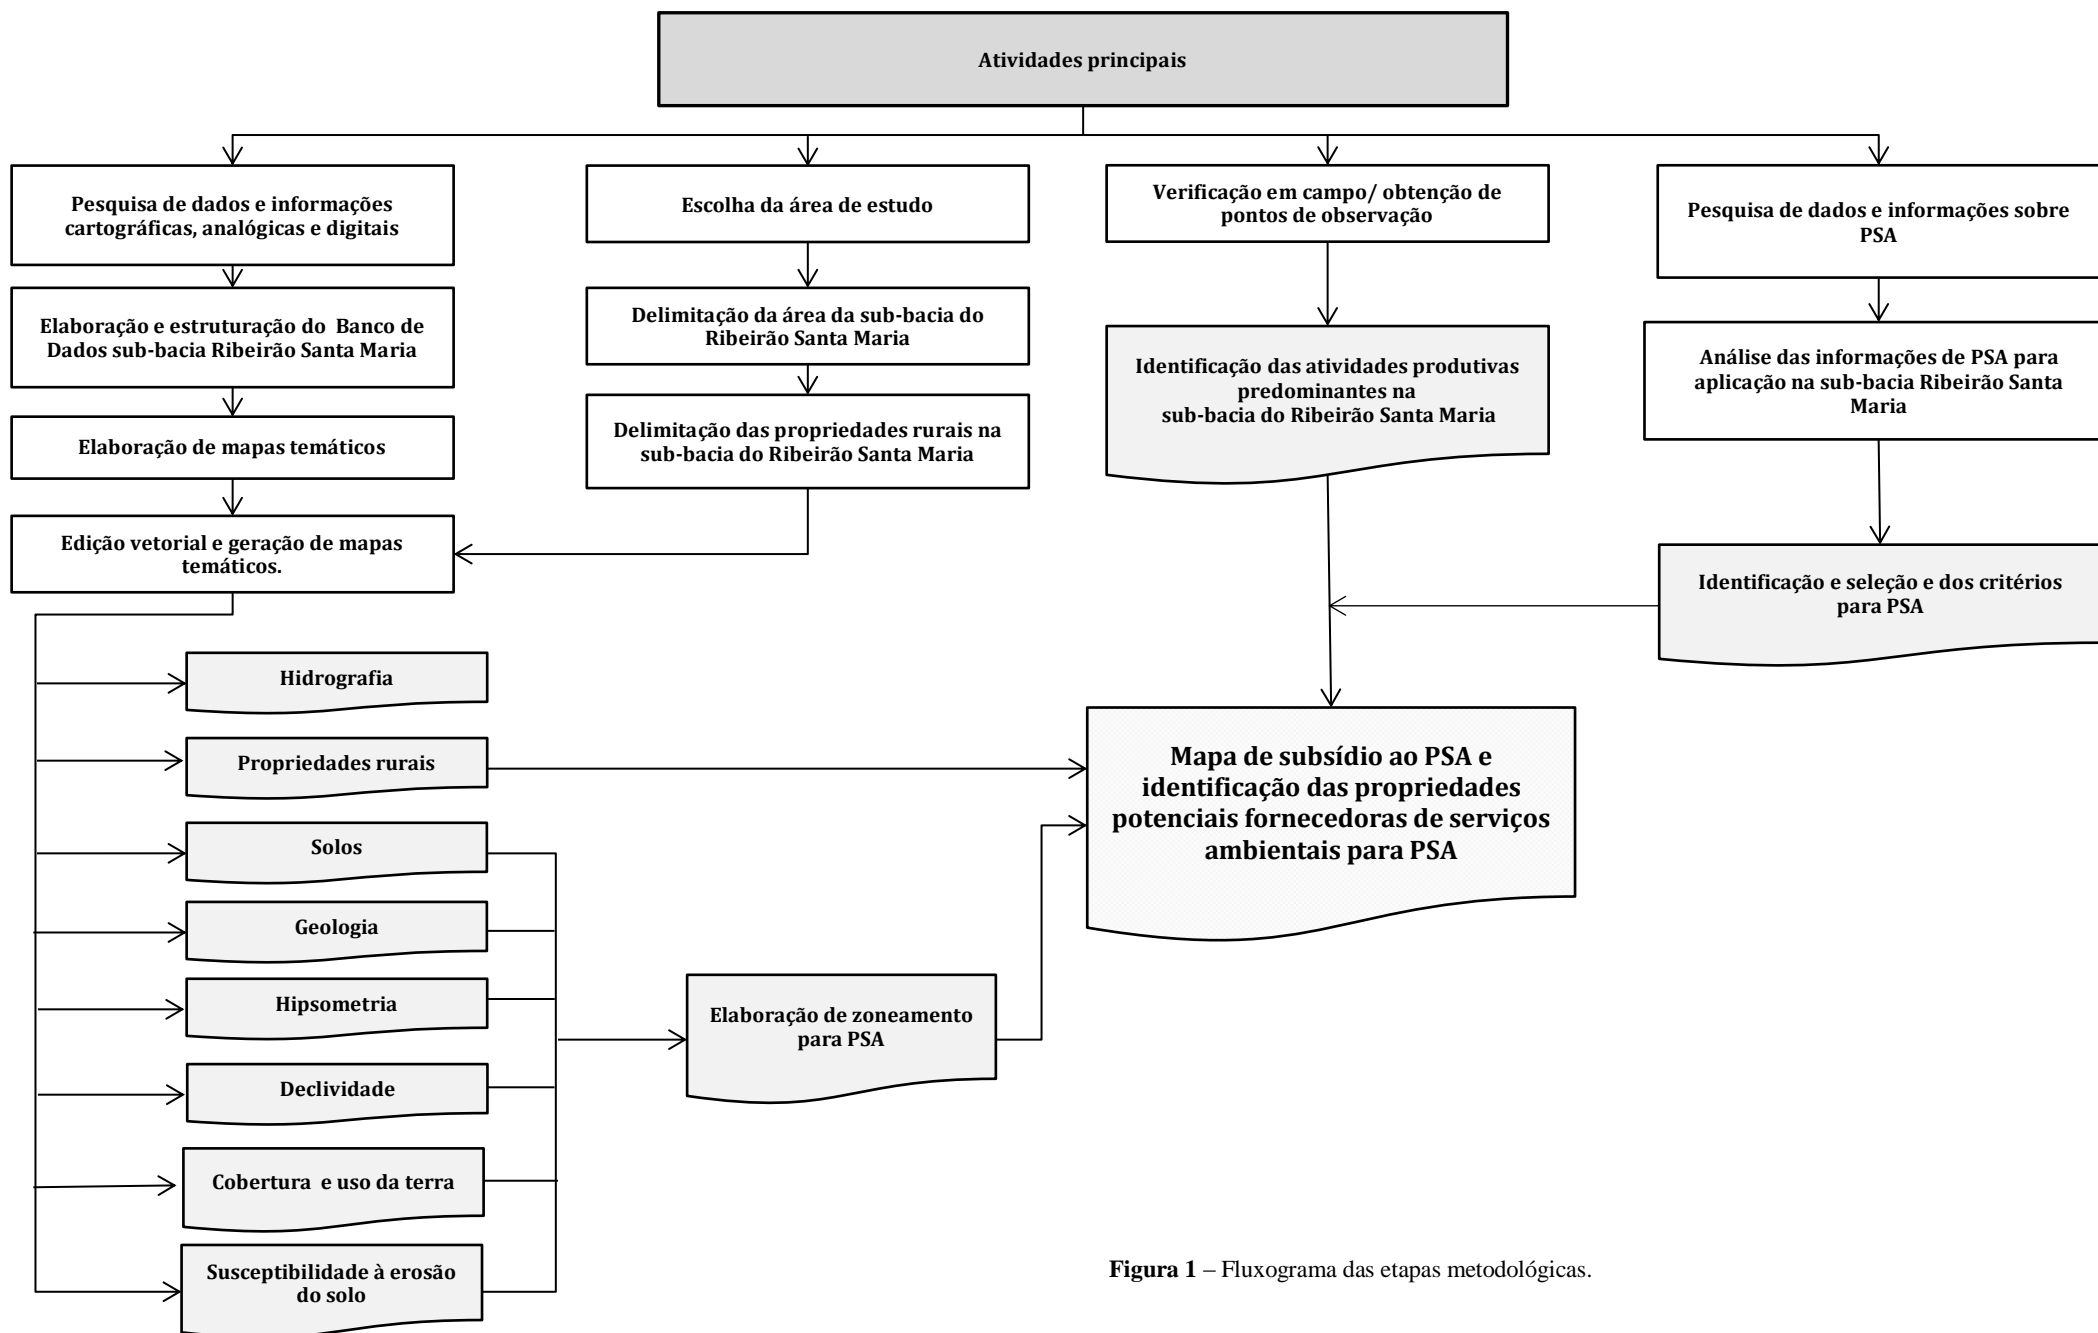 Atividades principais
Pesquisa de dados e informações
cartográficas, analógicas e digitais
Escolha da área de estudo
Verificação em campo/ obtenção de
pontos de observação
Pesquisa de dados e informações sobre
PSA
Elaboração e estruturação do Banco de
Dados sub-bacia Ribeirão Santa Maria
Delimitação da área da sub-bacia do
Ribeirão Santa Maria
Identificação das atividades produtivas
predominantes na
sub-bacia do Ribeirão Santa Maria
Análise das informações de PSA para
aplicação na sub-bacia Ribeirão Santa
Maria
Elaboração de mapas temáticos
Delimitação das propriedades rurais na
sub-bacia do Ribeirão Santa Maria
Edição vetorial e geração de mapas
temáticos.
Identificação e seleção e dos critérios
para PSA
Hidrografia
Propriedades rurais
Solos
Geologia
Hipsometria
Declividade
Cobertura e uso da terra
Susceptibilidade à erosão
do solo
Elaboração de zoneamento
para PSA
Mapa de subsídio ao PSA e
identificação das propriedades
potenciais fornecedoras de serviços
ambientais para PSA
Figura 1 – Fluxograma das etapas metodológicas.